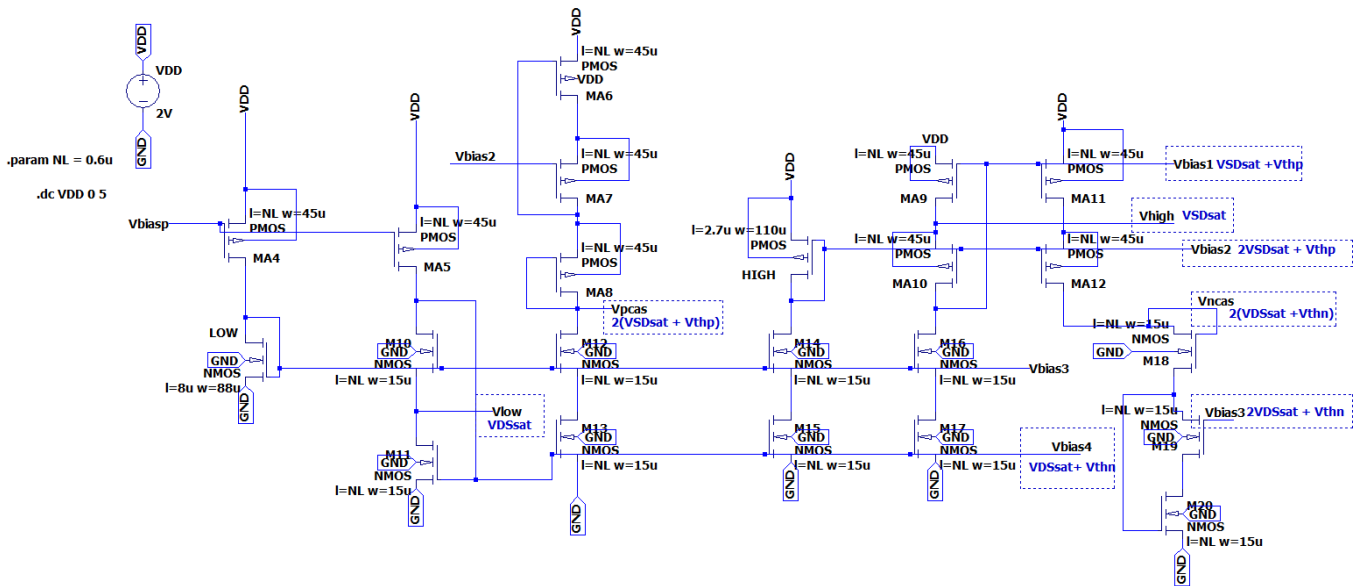 VDD
VDD
2V
GND
.param NL = 0.6u
.dc VDD 0 5
Vbiasp
VDD
l=NL w=45u
PMOS
MA4
LOW
GND
NMOS
l=8u w=88u
GND
VDD
l=NL w=45u
PMOS
MA5
M10
GND
NMOS
l=NL w=15u
Vlow
VDSsat
M11
GND
NMOS
l=NL w=15u
GND
VDD
l=NL w=45u
PMOS
VDD
MA6
Vbias2
l=NL w=45u
PMOS
MA7
l=NL w=45u
PMOS
MA8
Vpcas
2(VSDsat + Vthp)
M12
GND
NMOS
l=NL w=15u
M13
GND
NMOS
l=NL w=15u
GND
VDD
l=2.7u w=110u
PMOS
HIGH
M14
GND
NMOS
l=NL w=15u
M15
GND
NMOS
l=NL w=15u
GND
VDD
l=NL w=45u
PMOS
MA9
l=NL w=45u
PMOS
MA10
M16
GND
NMOS
l=NL w=15u
M17
GND
NMOS
l=NL w=15u
GND
VDD
l=NL w=45u
PMOS
MA11
l=NL w=45u
PMOS
MA12
Vbias1 VSDsat +Vthp
Vhigh VSDsat
Vbias2 2VSDsat + Vthp
Vncas
2(VDSsat + Vthn)
l=NL w=15u
NMOS
GND
M18
Vbias3
l=NL w=15u
Vbias3 2VDSsat + Vthn
NMOS
GND
M19
Vbias4
VDSsat+ Vthn
M20
GND
NMOS
l=NL w=15u
GND